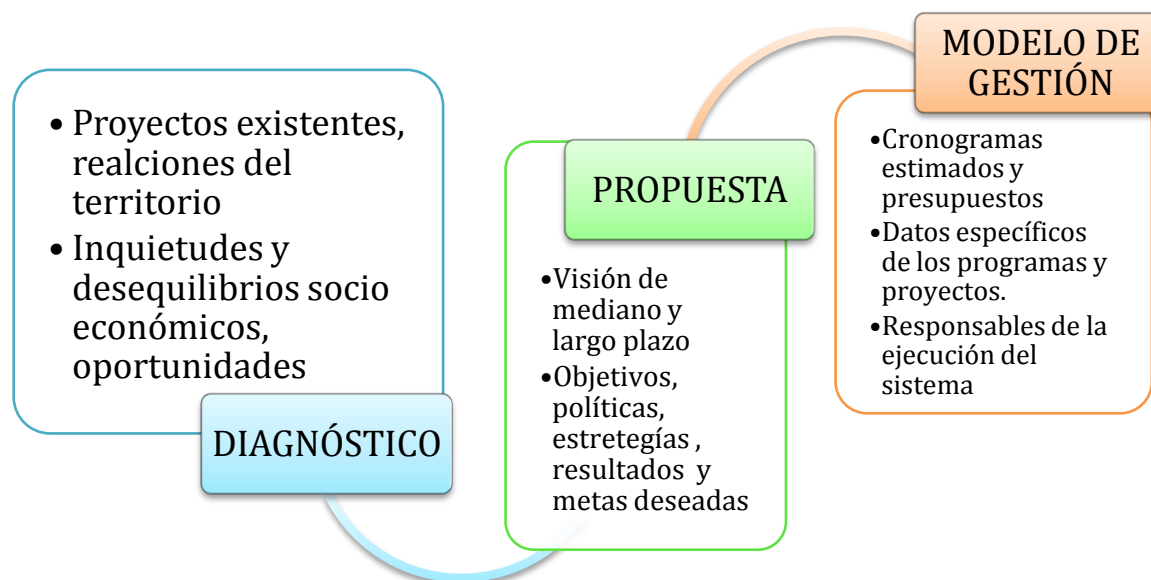 • Proyectos existentes,
realciones del
territorio
• Inquietudes y
desequilibrios socio
económicos,
oportunidades
DIAGNÓSTICO
PROPUESTA
•Visión de
mediano y
largo plazo
•Objetivos,
políticas,
estretegías ,
resultados y
metas deseadas
MODELO DE
GESTIÓN
•Cronogramas
estimados y
presupuestos
•Datos específicos
de los programas y
proyectos.
•Responsables de la
ejecución del
sistema